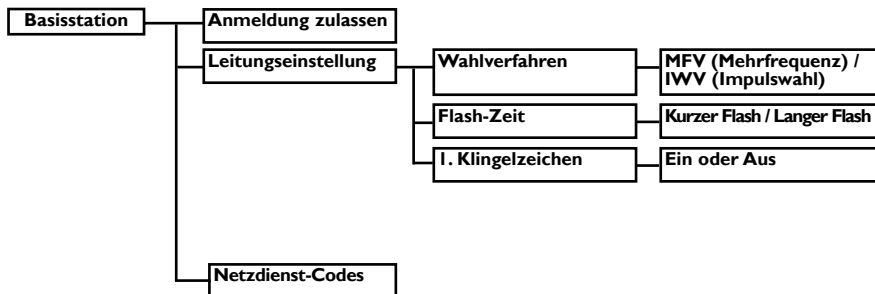 Basisstation
Anmeldung zulassen
Leitungseinstellung
Wahlverfahren
MFV (Mehrfrequenz) /
IWV (Impulswahl)
Flash-Zeit
Kurzer Flash / Langer Flash
1. Klingelzeichen
Ein oder Aus
Netzdienst-Codes